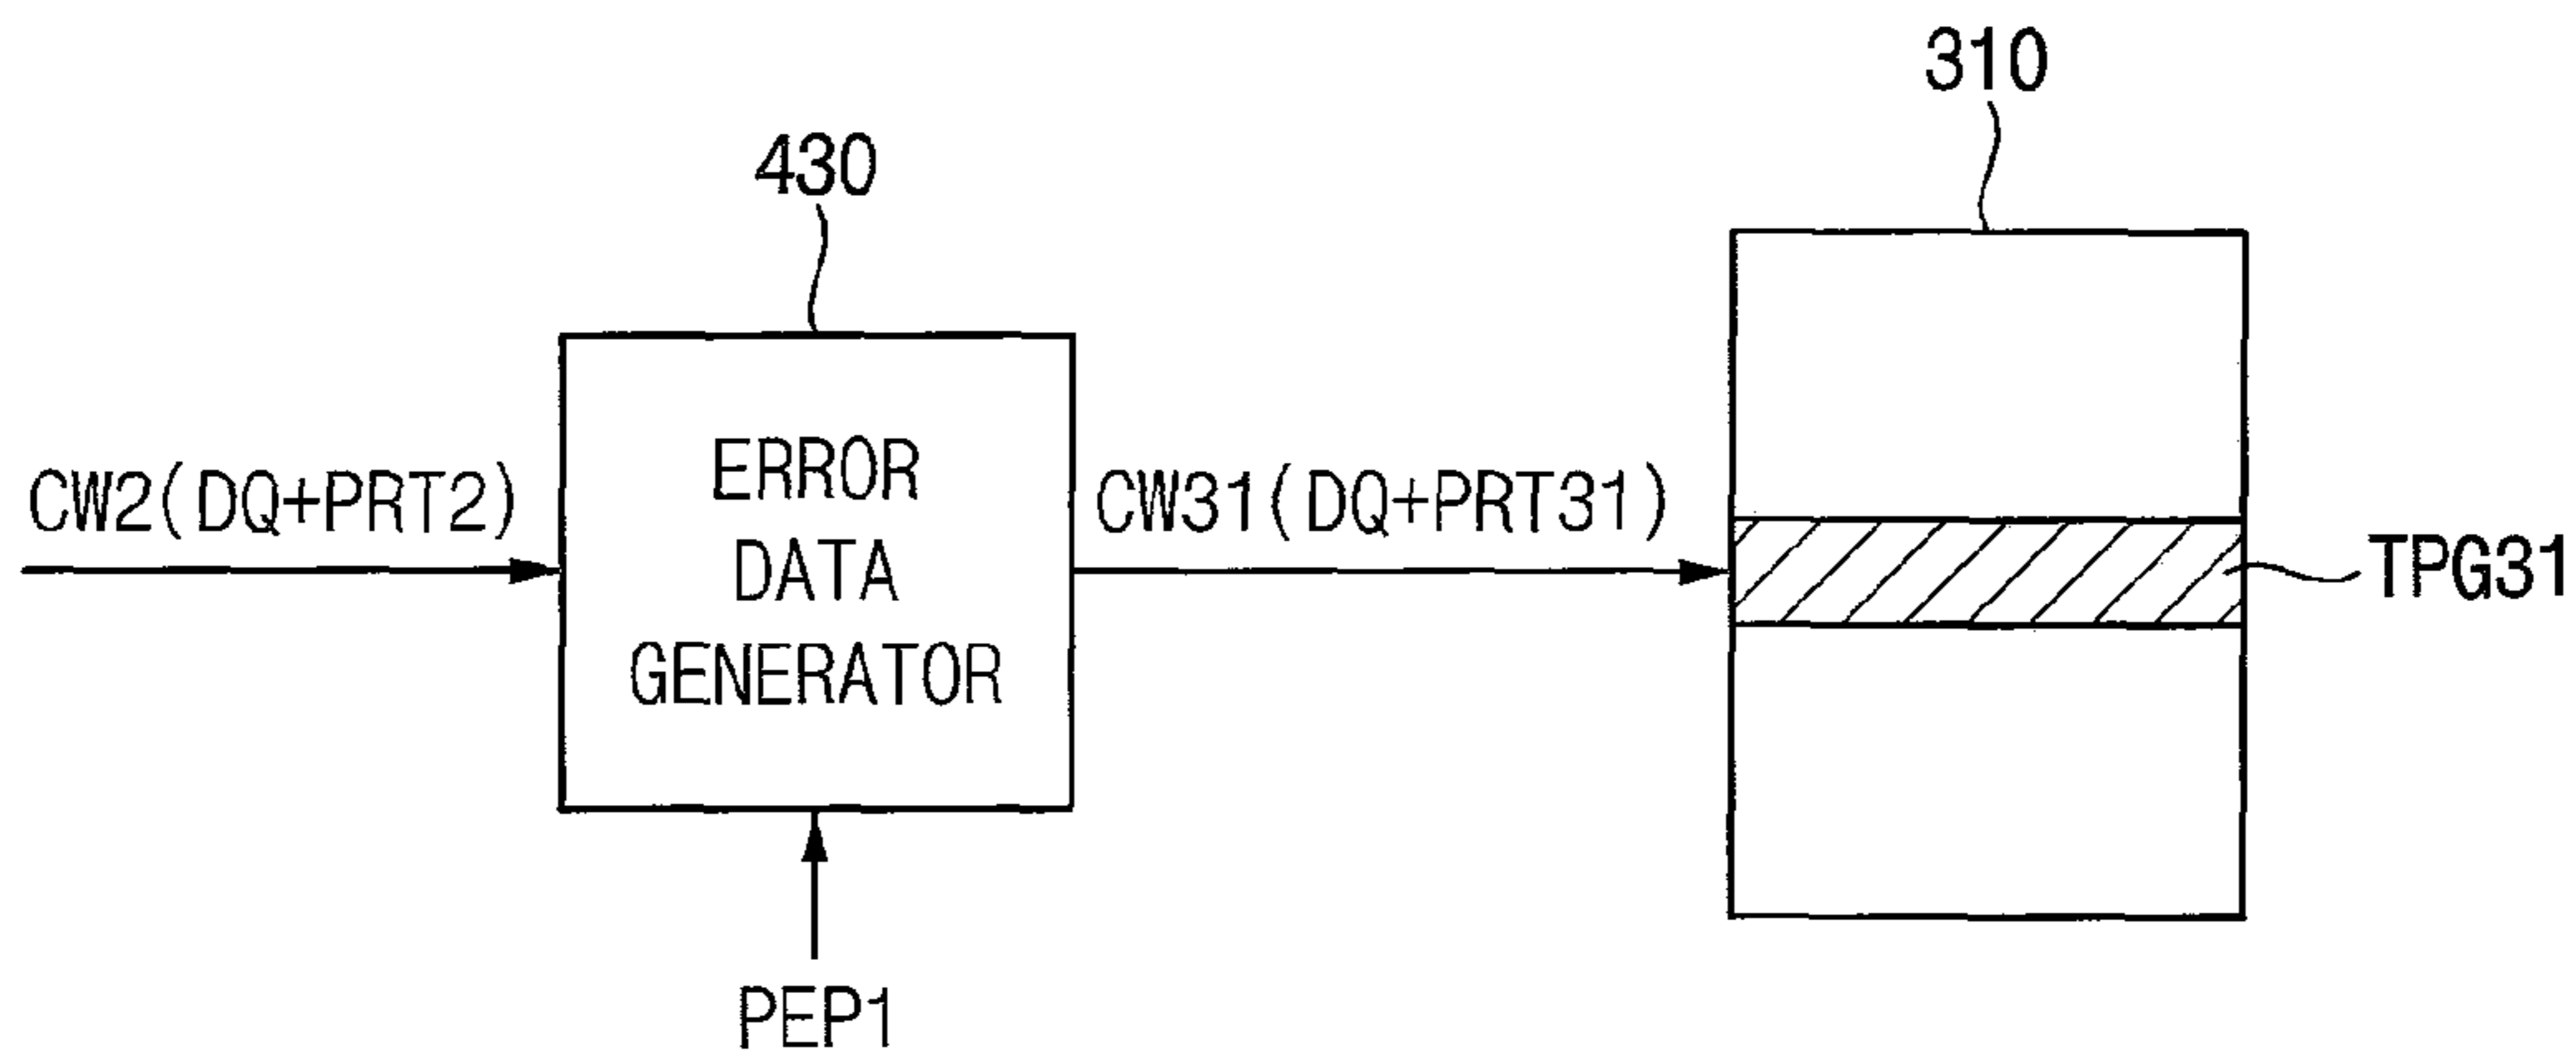 310
430
CW2(DQ+PRT2)
ERROR
DATA
GENERATOR
CW31(DQ+PRT31)
TPG31
PEP1